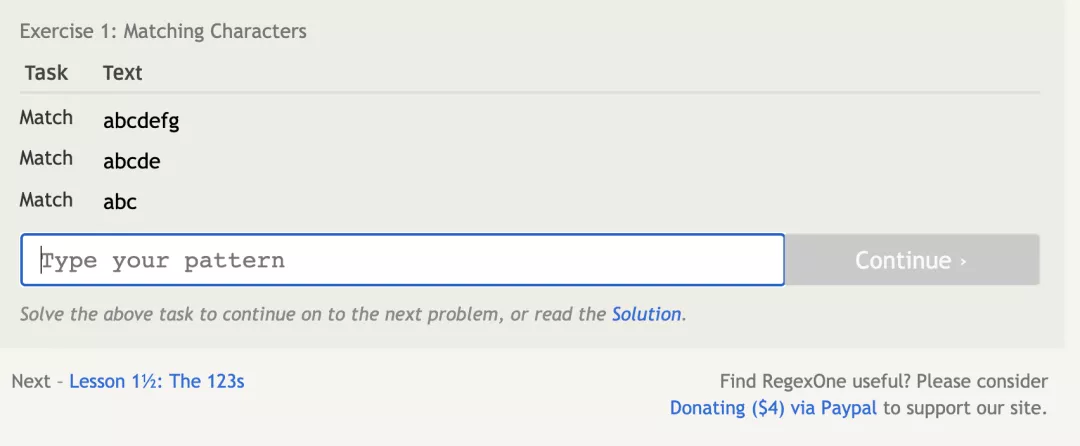 Exercise 1: Matching Characters
Task Text
Match abcdefg
Match abcde
Match abc
Type your pattern Continue ›
Solve the above task to continue on to the next problem, or read the Solution.
Next – Lesson 1½: The 123s
Find RegexOne useful? Please consider
Donating ($4) via Paypal to support our site.